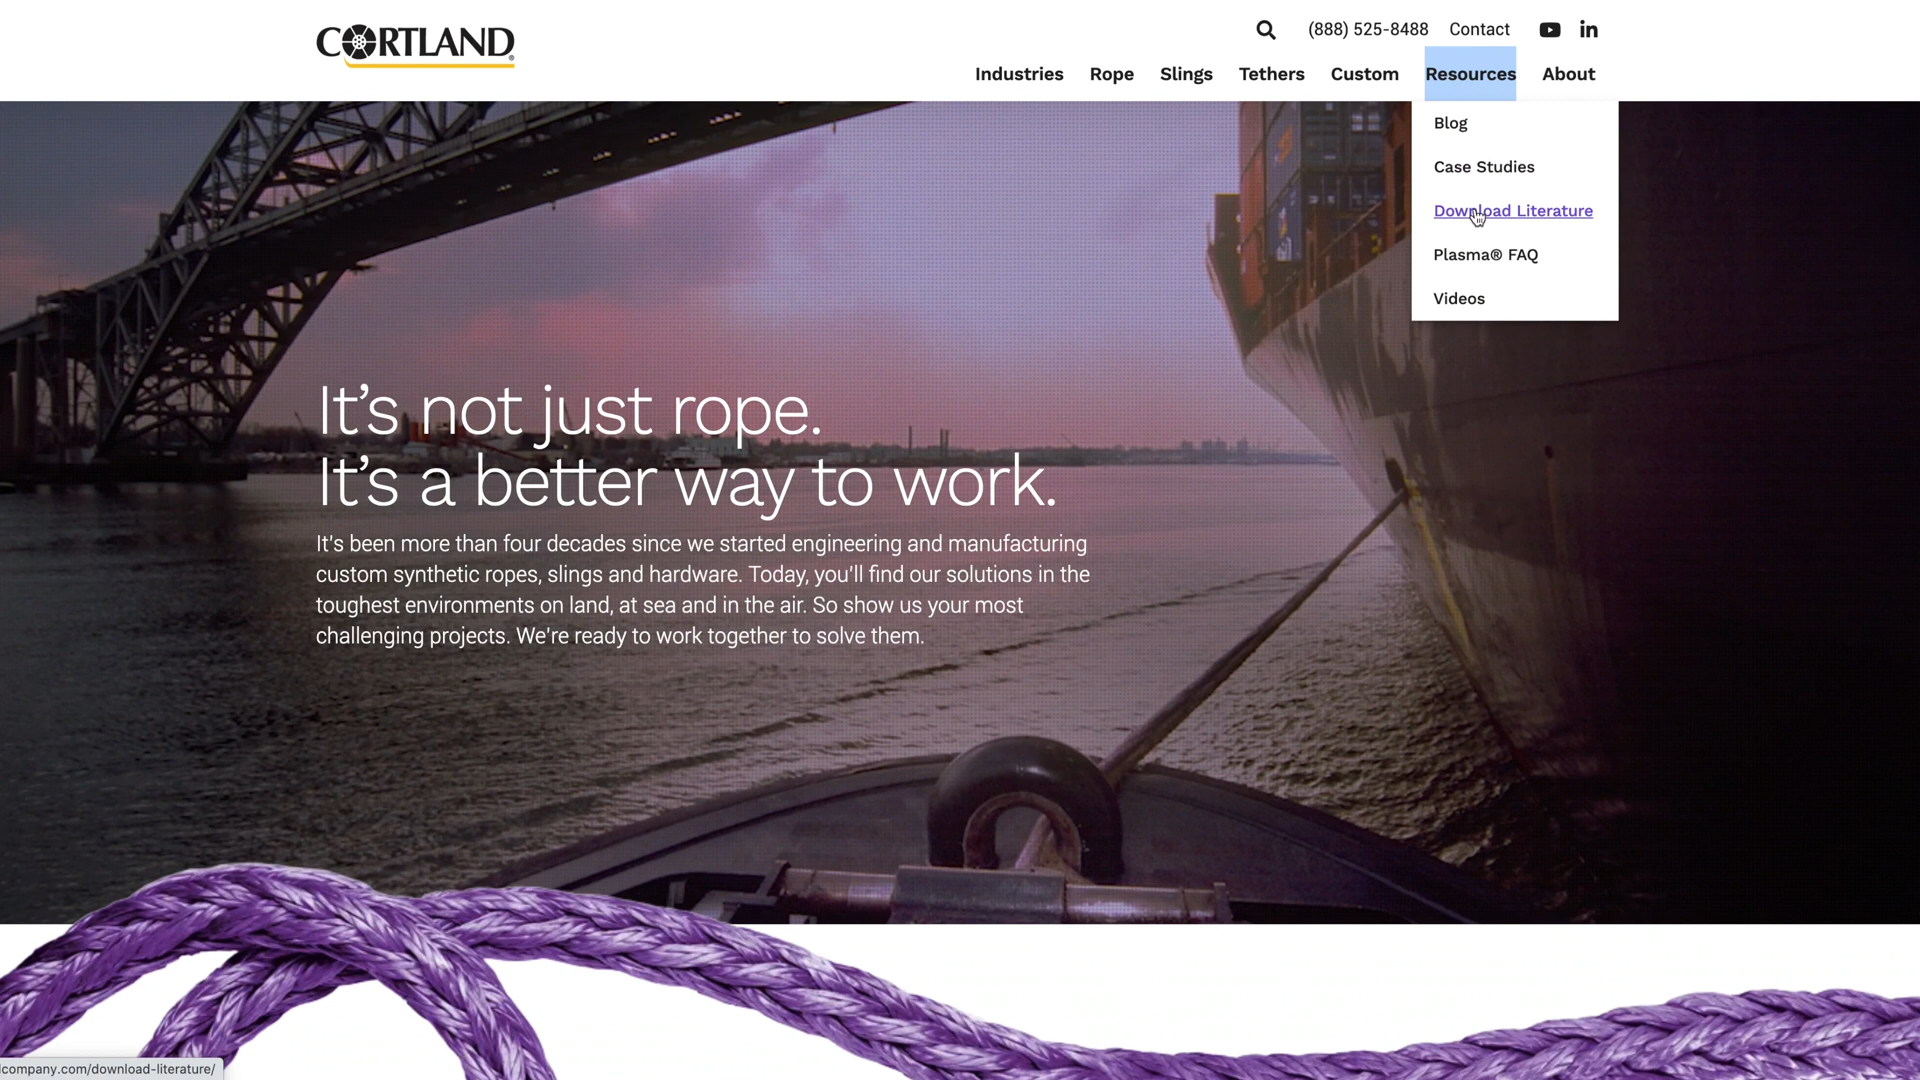 CORTLAND®
(888) 525-8488 Contact
Industries Rope Slings Tethers Custom Resources About
Blog
Case Studies
Download Literature
Plasma® FAQ
Videos
It's not just rope.
It's a better way to work.
It's been more than four decades since we started engineering and manufacturing
custom synthetic ropes, slings and hardware. Today, you'll find our solutions in the
toughest environments on land, at sea and in the air. So show us your most
challenging projects. We're ready to work together to solve them.
company.com/download-literature/